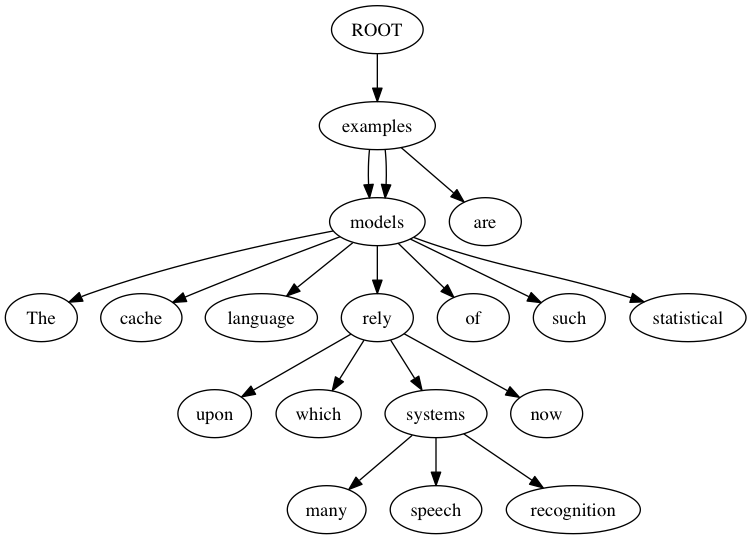 ROOT
examples
models are
The cache language rely of such statistical
upon which systems now
many speech recognition